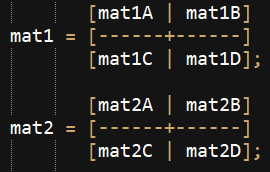 [mat1A | mat1B]
mat1 = [------+------]
[mat1C | mat1D];
[mat2A | mat2B]
mat2 = [------+------]
[mat2C | mat2D];